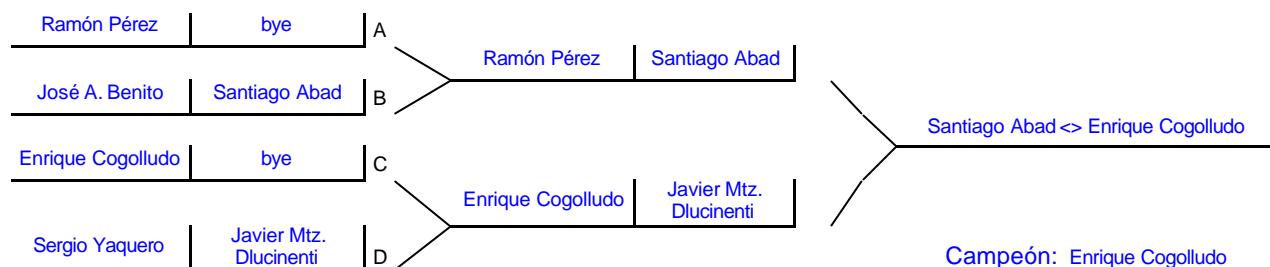 Ramón Pérez bye A
José A. Benito Santiago Abad B
Ramón Pérez Santiago Abad
Enrique Cogolludo bye C
Sergio Yaquero Javier Mtz.
Dlucinenti D
Enrique Cogolludo Javier Mtz.
Dlucinenti
Santiago Abad <> Enrique Cogolludo
Campeón: Enrique Cogolludo